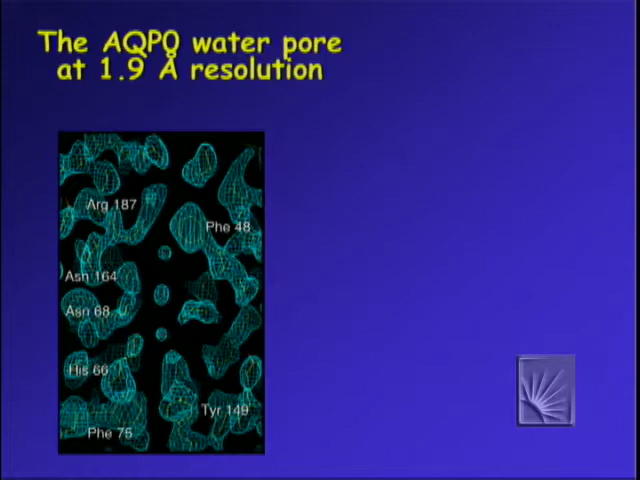 The AQP0 water pore
at 1.9 Å resolution
Arg 187
Phe 48
Asn 164
Asn 68
His 66
Tyr 149
Phe 75